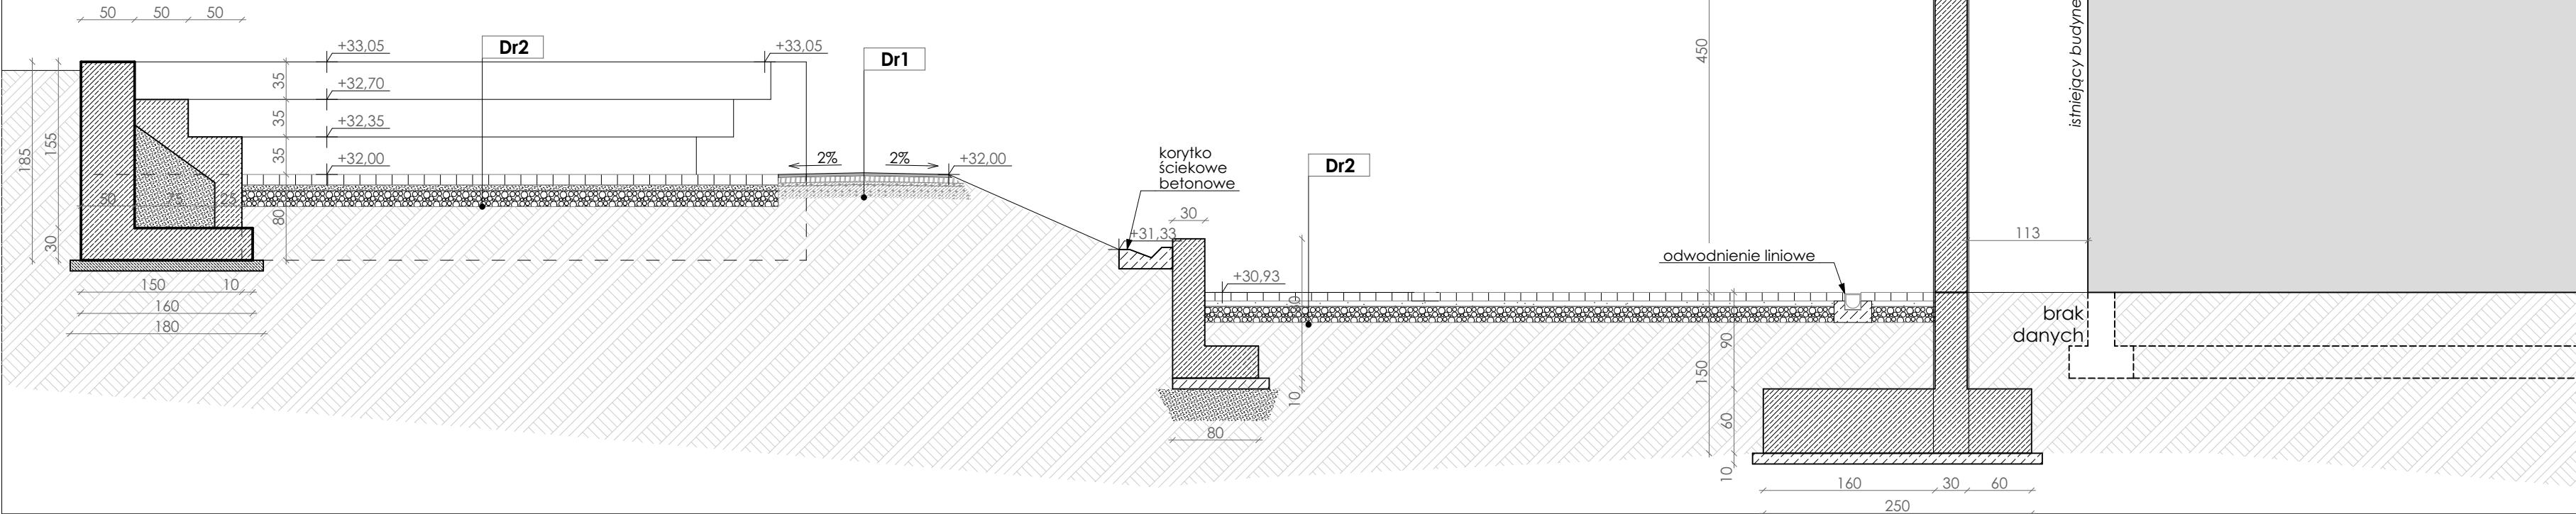 50 50 50
+33,05
+32,70
+32,35
+32,00
35
35
35
80
185
155
30
50 75 25
150 10
160
180
Dr2
+33,05
Dr1
2% 2%
+32,00
korytko
ściekowe
betonowe
+31,33
30
+30,93
10
80
Dr2
odwodnienie liniowe
450
150
90
60
10
160 30 60
250
113
istniejący budyne
brak
danych